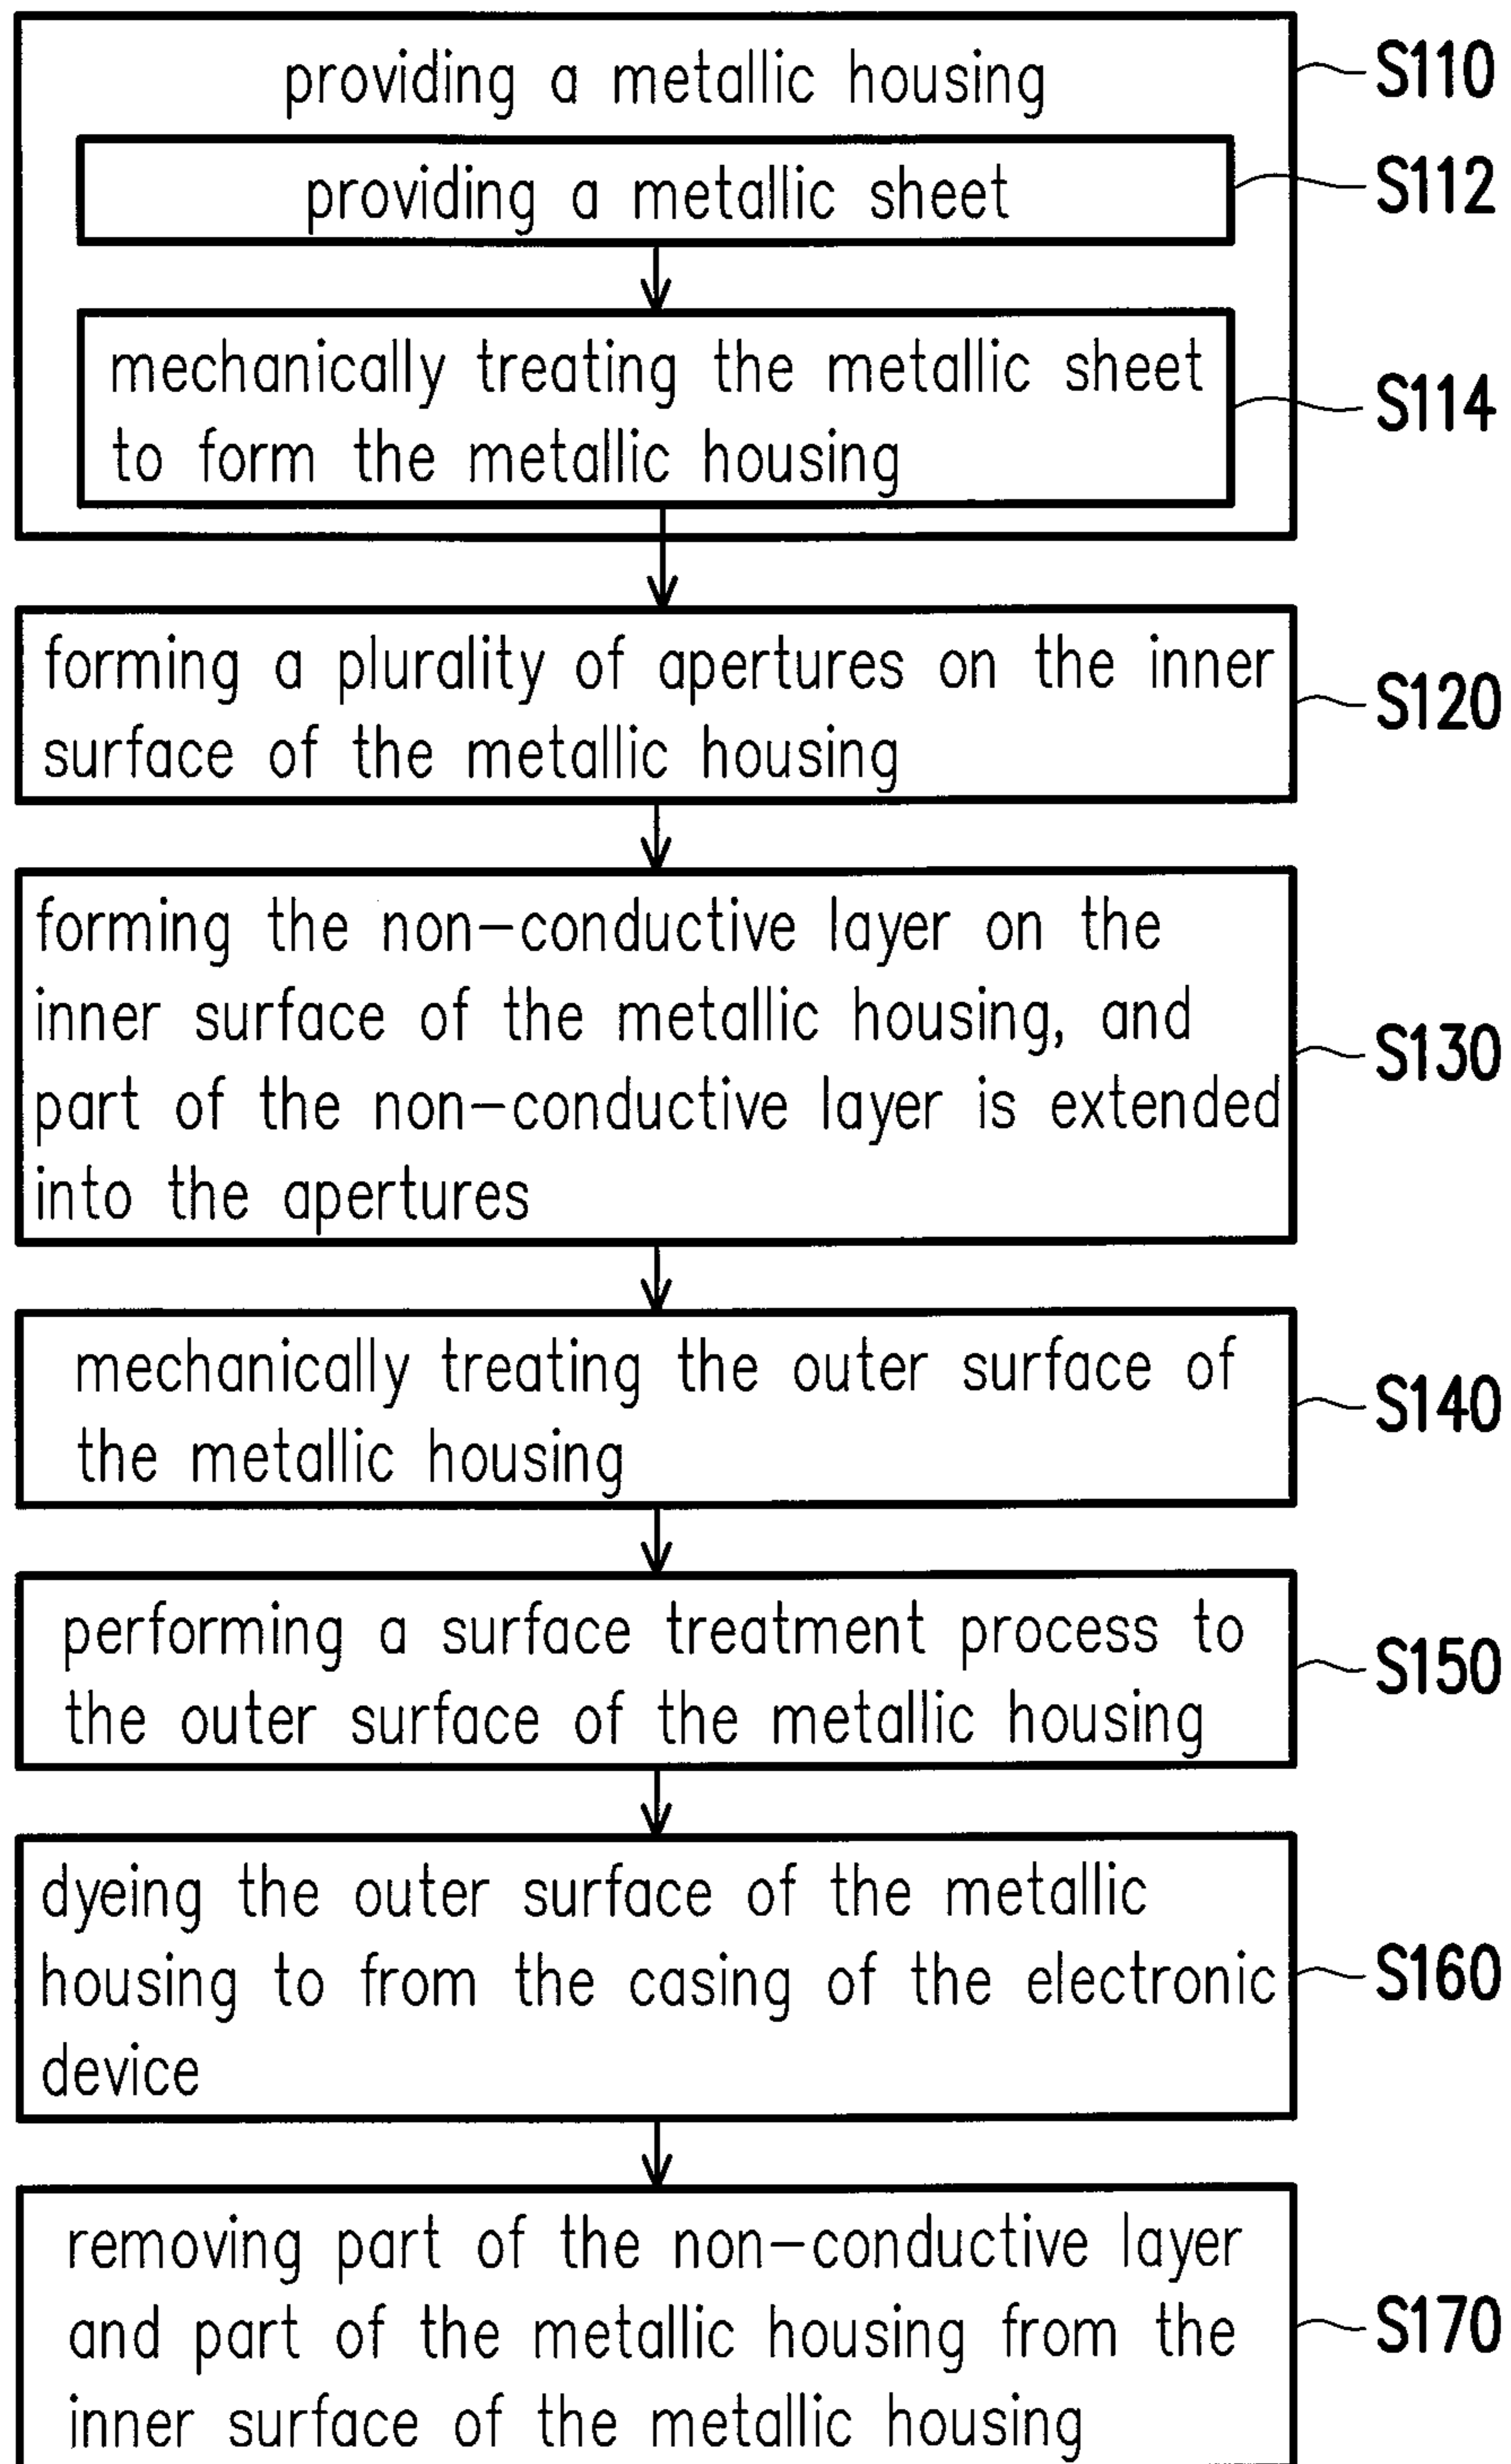 providing a metallic housing
S110
providing a metallic sheet
S112
mechanically treating the metallic sheet
to form the metallic housing
S114
forming a plurality of apertures on the inner
surface of the metallic housing
S120
forming the non-conductive layer on the
inner surface of the metallic housing, and
part of the non-conductive layer is extended
into the apertures
S130
mechanically treating the outer surface of
the metallic housing
S140
performing a surface treatment process to
the outer surface of the metallic housing
S150
dyeing the outer surface of the metallic
housing to from the casing of the electronic
device
S160
removing part of the non-conductive layer
and part of the metallic housing from the
inner surface of the metallic housing
S170